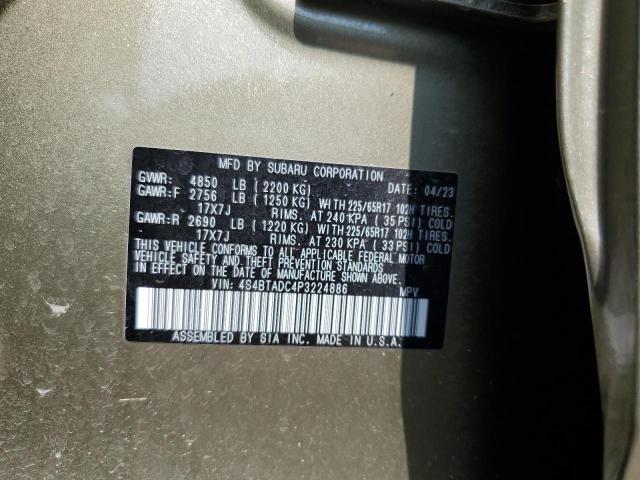 MFD BY SUBARU CORPORATION
GVWR: 4850 LB (2200 KG) DATE: 04/23
GAWR:F 2756 LB (1250 KG) WITH 225/65R17 102H TIRES.
17X7J RIMS. AT 240 KPA (35 PSI) COLD
GAWR:R 2690 LB (1220 KG) WITH 225/65R17 102H TIRES.
17X7J RIMS. AT 230 KPA (33 PSI) COLD
THIS VEHICLE CONFORMS TO ALL APPLICABLE FEDERAL MOTOR
VEHICLE SAFETY AND THEFT PREVENTION STANDARDS
IN EFFECT ON THE DATE OF MANUFACTURE SHOWN ABOVE.
VIN: 4S4BTADC4P3224886 MPV
ASSEMBLED BY SIA INC. MADE IN U.S.A.